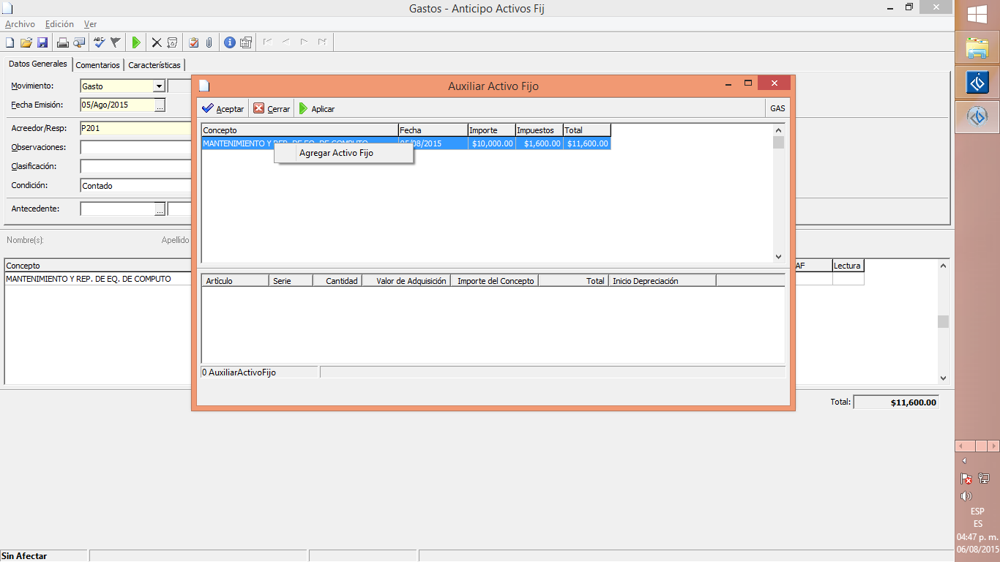 Gastos - Anticipo Activos Fij
Archivo Edición Ver
ABC
Datos Generales Comentarios Características
Movimiento: Gasto
Fecha Emisión: 05/Ago/2015 ...
Acreedor/Resp: P201
Observaciones:
Clasificación:
Condición: Contado
Antecedente: ...
Nombre(s): Apellido
Concepto AF Lectura
MANTENIMIENTO Y REP. DE EQ. DE COMPUTO
Total: $11,600.00
Sin Afectar
Auxiliar Activo Fijo
Aceptar Cerrar Aplicar GAS
Concepto Fecha Importe Impuestos Total
MANTENIMIENTO Y REP. DE EQ. DE COMPUTO 05/08/2015 $10,000.00 $1,600.00 $11,600.00
Agregar Activo Fijo
Articulo Serie Cantidad Valor de Adquisición Importe del Concepto Total Inicio Depreciación
0 AuxiliarActivoFijo
ESP
ES
04:47 p. m.
06/08/2015